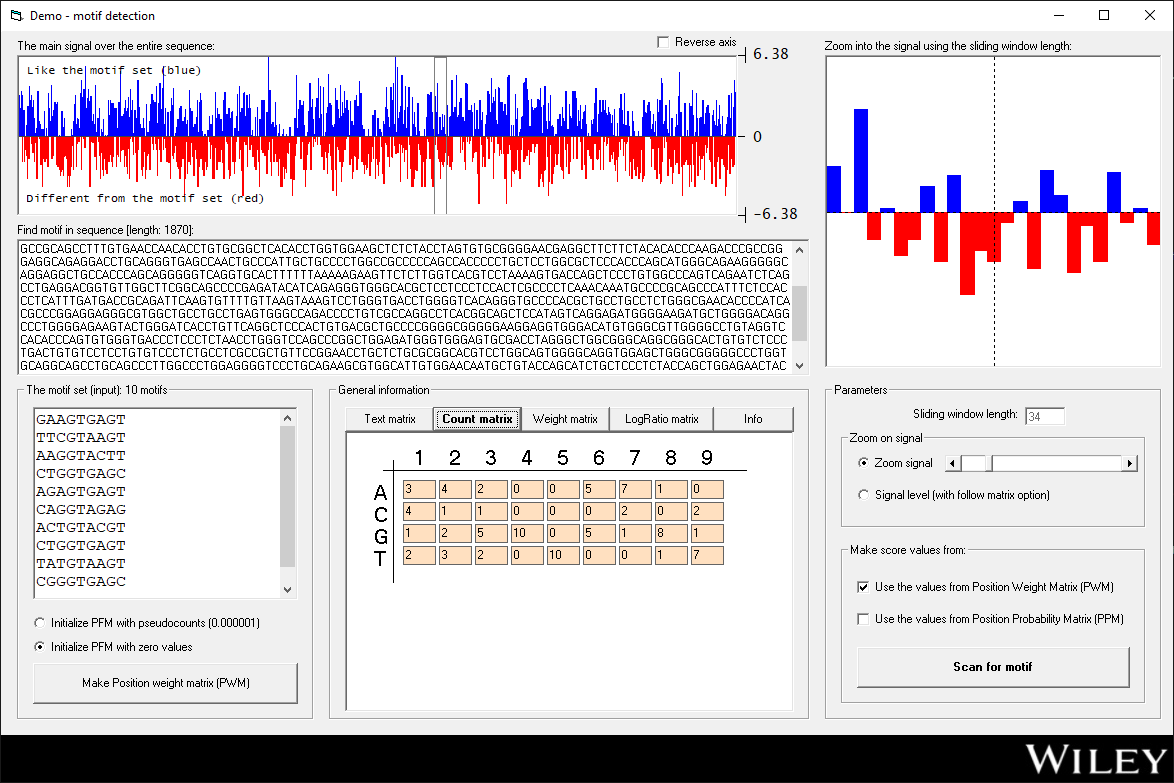 Demo - motif detection
The main signal over the entire sequence:
Reverse axis
Zoom into the signal using the sliding window length:
6.38
Like the motif set (blue)
0
Different from the motif set (red)
-6.38
Find motif in sequence [length: 1870]:
GCCGCAGCCTTTGTGAACCAACACCTGTGCGGCTCACACCTGGTGGAAGCTCTCTACCTAGTGTGCGGGGAACGAGGCTTCTTCTACACACCCAAGACCCGCCGG
GAGGCAGAGGACCTGCAGGGTGAGCCAACTGCCCATTGCTGCCCCTGGCCGCCCCCAGCCACCCCCTGCTCCTGGCGCTCCCACCCAGCATGGGCAGAAGGGGGC
AGGAGGCTGCCACCCAGCAGGGGGTCAGGTGCACTTTTTTAAAAAGAAGTTCTCTTGGTCACGTCCTAAAAGTGACCAGCTCCCTGTGGCCCAGTCAGAATCTCAG
CCTGAGGACGGTGTTGGCTTCGGCAGCCCCGAGATACATCAGAGGGTGGGCACGCTCCTCCCTCCACTCGCCCCTCAAACAAATGCCCCGCAGCCCATTTCTCCAC
CCTCATTTGATGACCGCAGATTCAAGTGTTTTGTTAAGTAAAGTCCTGGGTGACCTGGGGTCACAGGGTGCCCCACGCTGCCTGCCTCTGGGCGAACACCCCATCA
CGCCCGGAGGAGGGCGTGGCTGCCTGCCTGAGTGGGCCAGACCCCTGTCGCCAGGCCTCACGGCAGCTCCATAGTCAGGAGATGGGGAAGATGCTGGGGACAGG
CCCTGGGGAGAAGTACTGGGATCACCTGTTCAGGCTCCCACTGTGACGCTGCCCCGGGGCGGGGGAAGGAGGTGGGACATGTGGGCGTTGGGGCCTGTAGGTC
CACACCCAGTGTGGGTGACCCTCCCTCTAACCTGGGTCCAGCCCGGCTGGAGATGGGTGGGAGTGCGACCTAGGGCTGGCGGGCAGGCGGGCACTGTGTCTCCC
TGACTGTGTCCTCCTGTGTCCCTCTGCCTCGCCGCTGTTCCGGAACCTGCTCTGCGCGGCACGTCCTGGCAGTGGGGCAGGTGGAGCTGGGCGGGGGCCCTGGT
GCAGGCAGCCTGCAGCCCTTGGCCCTGGAGGGGTCCCTGCAGAAGCGTGGCATTGTGGAACAATGCTGTACCAGCATCTGCTCCCTCTACCAGCTGGAGAACTAC
The motif set (input): 10 motifs
GAAGTGAGT
TTCGTAAGT
AAGGTACTT
CTGGTGAGC
AGAGTGAGT
CAGGTAGAG
ACTGTACGT
CTGGTGAGT
TATGTAAGT
CGGGTGAGC
Initialize PFM with pseudocounts (0.000001)
Initialize PFM with zero values
Make Position weight matrix (PWM)
General information
Text matrix Count matrix Weight matrix LogRatio matrix Info
1 2 3 4 5 6 7 8 9
A 3 4 2 0 0 5 7 1 0
C 4 1 1 0 0 0 2 0 2
G 1 2 5 10 0 5 1 8 1
T 2 3 2 0 10 0 0 1 7
Parameters
Sliding window length: 34
Zoom on signal
Zoom signal
Signal level (with follow matrix option)
Make score values from:
Use the values from Position Weight Matrix (PWM)
Use the values from Position Probability Matrix (PPM)
Scan for motif
WILEY